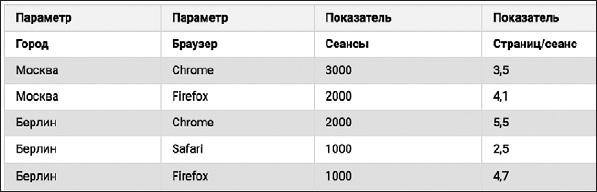 Параметр Параметр Показатель Показатель
Город Браузер Сеансы Страниц/сеанс
Москва Chrome 3000 3,5
Москва Firefox 2000 4,1
Берлин Chrome 2000 5,5
Берлин Safari 1000 2,5
Берлин Firefox 1000 4,7